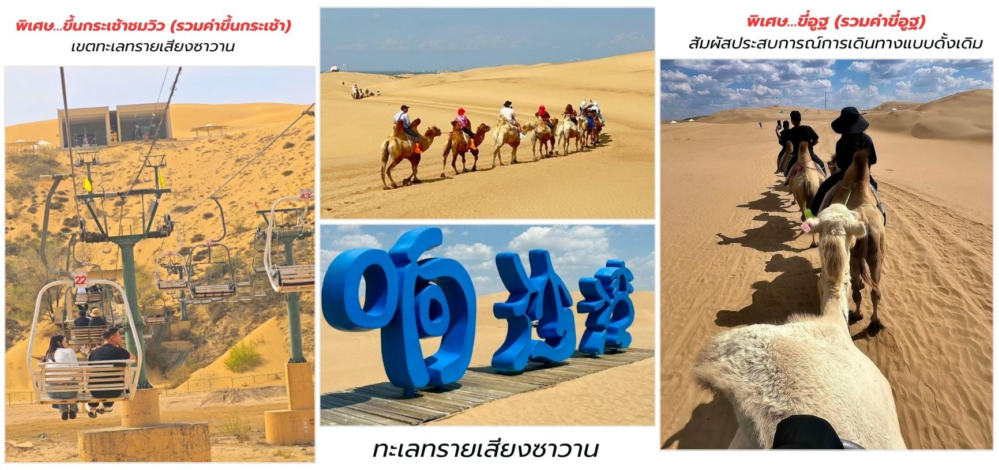 พิเศษ...ขึ้นกระเช้าชมวิว (รวมค่าขึ้นกระเช้า)
เขตทะเลทรายเสียงซาวาน
22
43
响沙湾
ทะเลทรายเสียงซาวาน
พิเศษ...ขี่อูฐ (รวมค่าขี่อูฐ)
สัมผัสประสบการณ์การเดินทางแบบดั้งเดิม